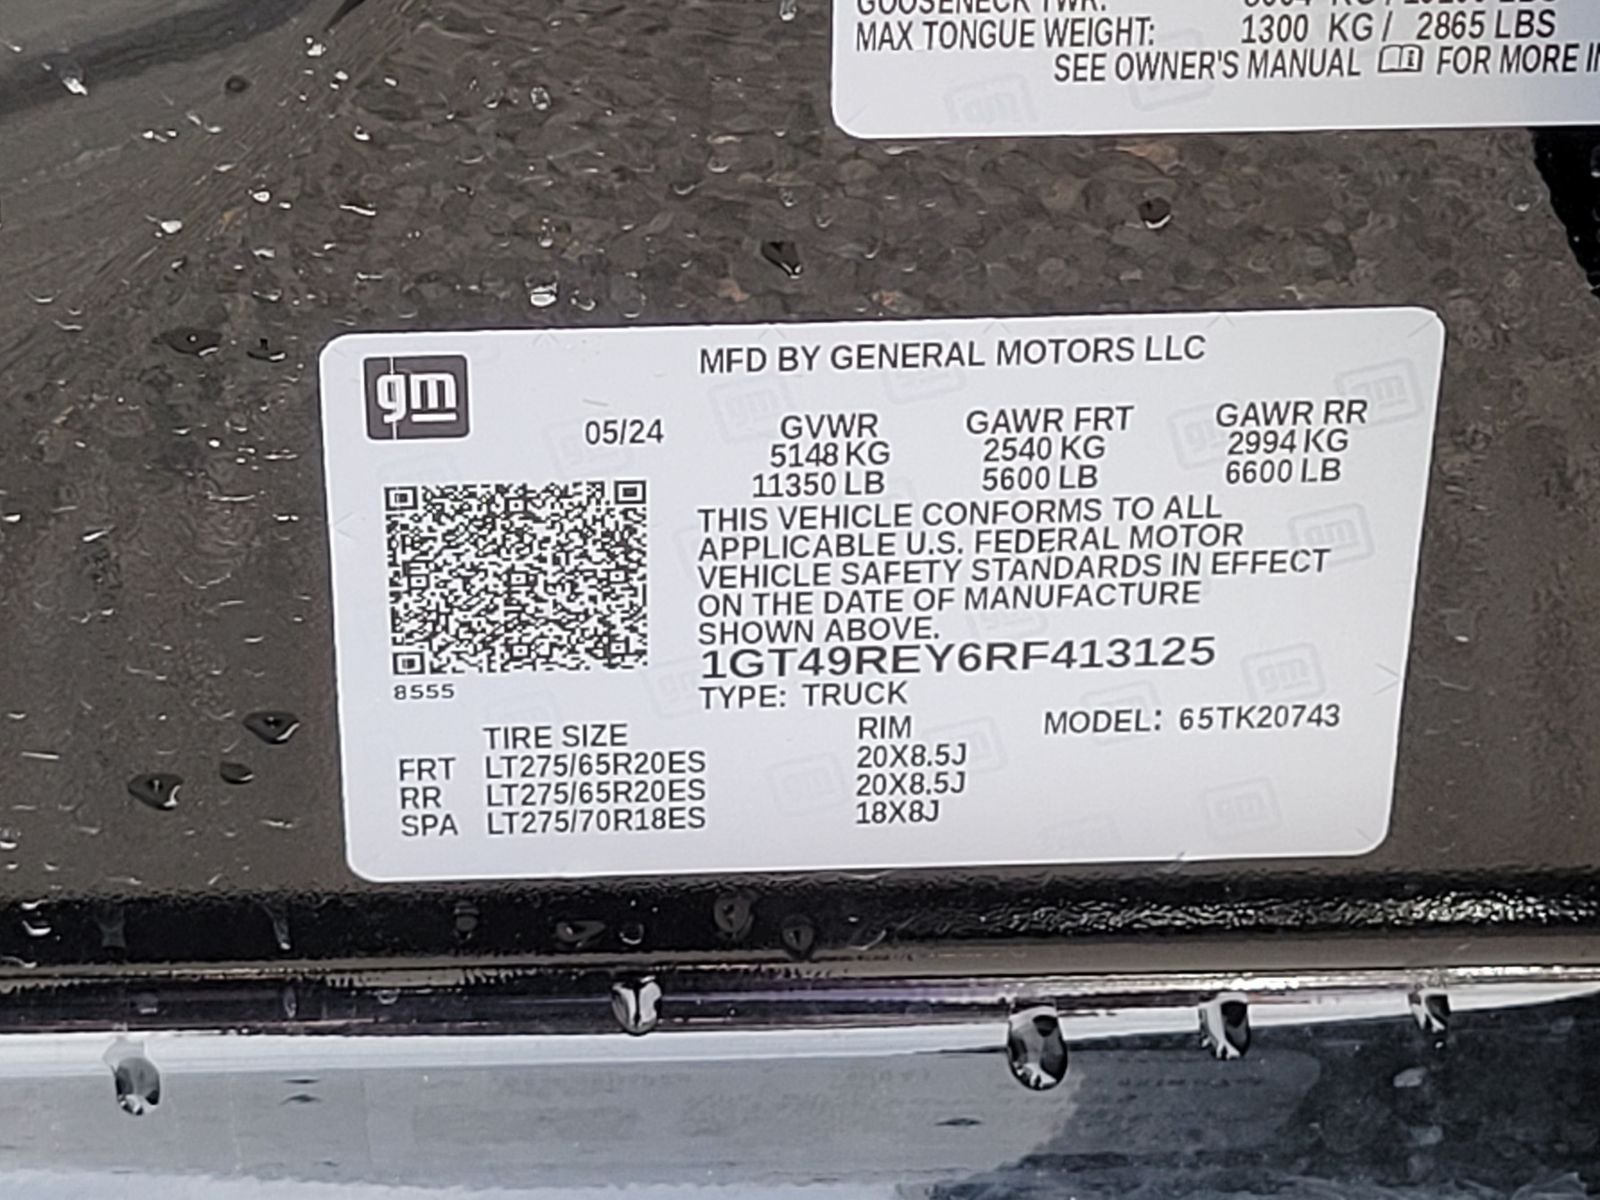 MAX TONGUE WEIGHT: 1300 KG / 2865 LBS
SEE OWNER'S MANUAL FOR MORE
gm
MFD BY GENERAL MOTORS LLC
05/24 GVWR GAWR FRT GAWR RR
5148 KG 2540 KG 2994 KG
11350 LB 5600 LB 6600 LB
THIS VEHICLE CONFORMS TO ALL
APPLICABLE U.S. FEDERAL MOTOR
VEHICLE SAFETY STANDARDS IN EFFECT
ON THE DATE OF MANUFACTURE
SHOWN ABOVE.
1GT49REY6RF413125
8555
TYPE: TRUCK
TIRE SIZE RIM MODEL: 65TK20743
FRT LT275/65R20ES 20X8.5J
RR LT275/65R20ES 20X8.5J
SPA LT275/70R18ES 18X8J